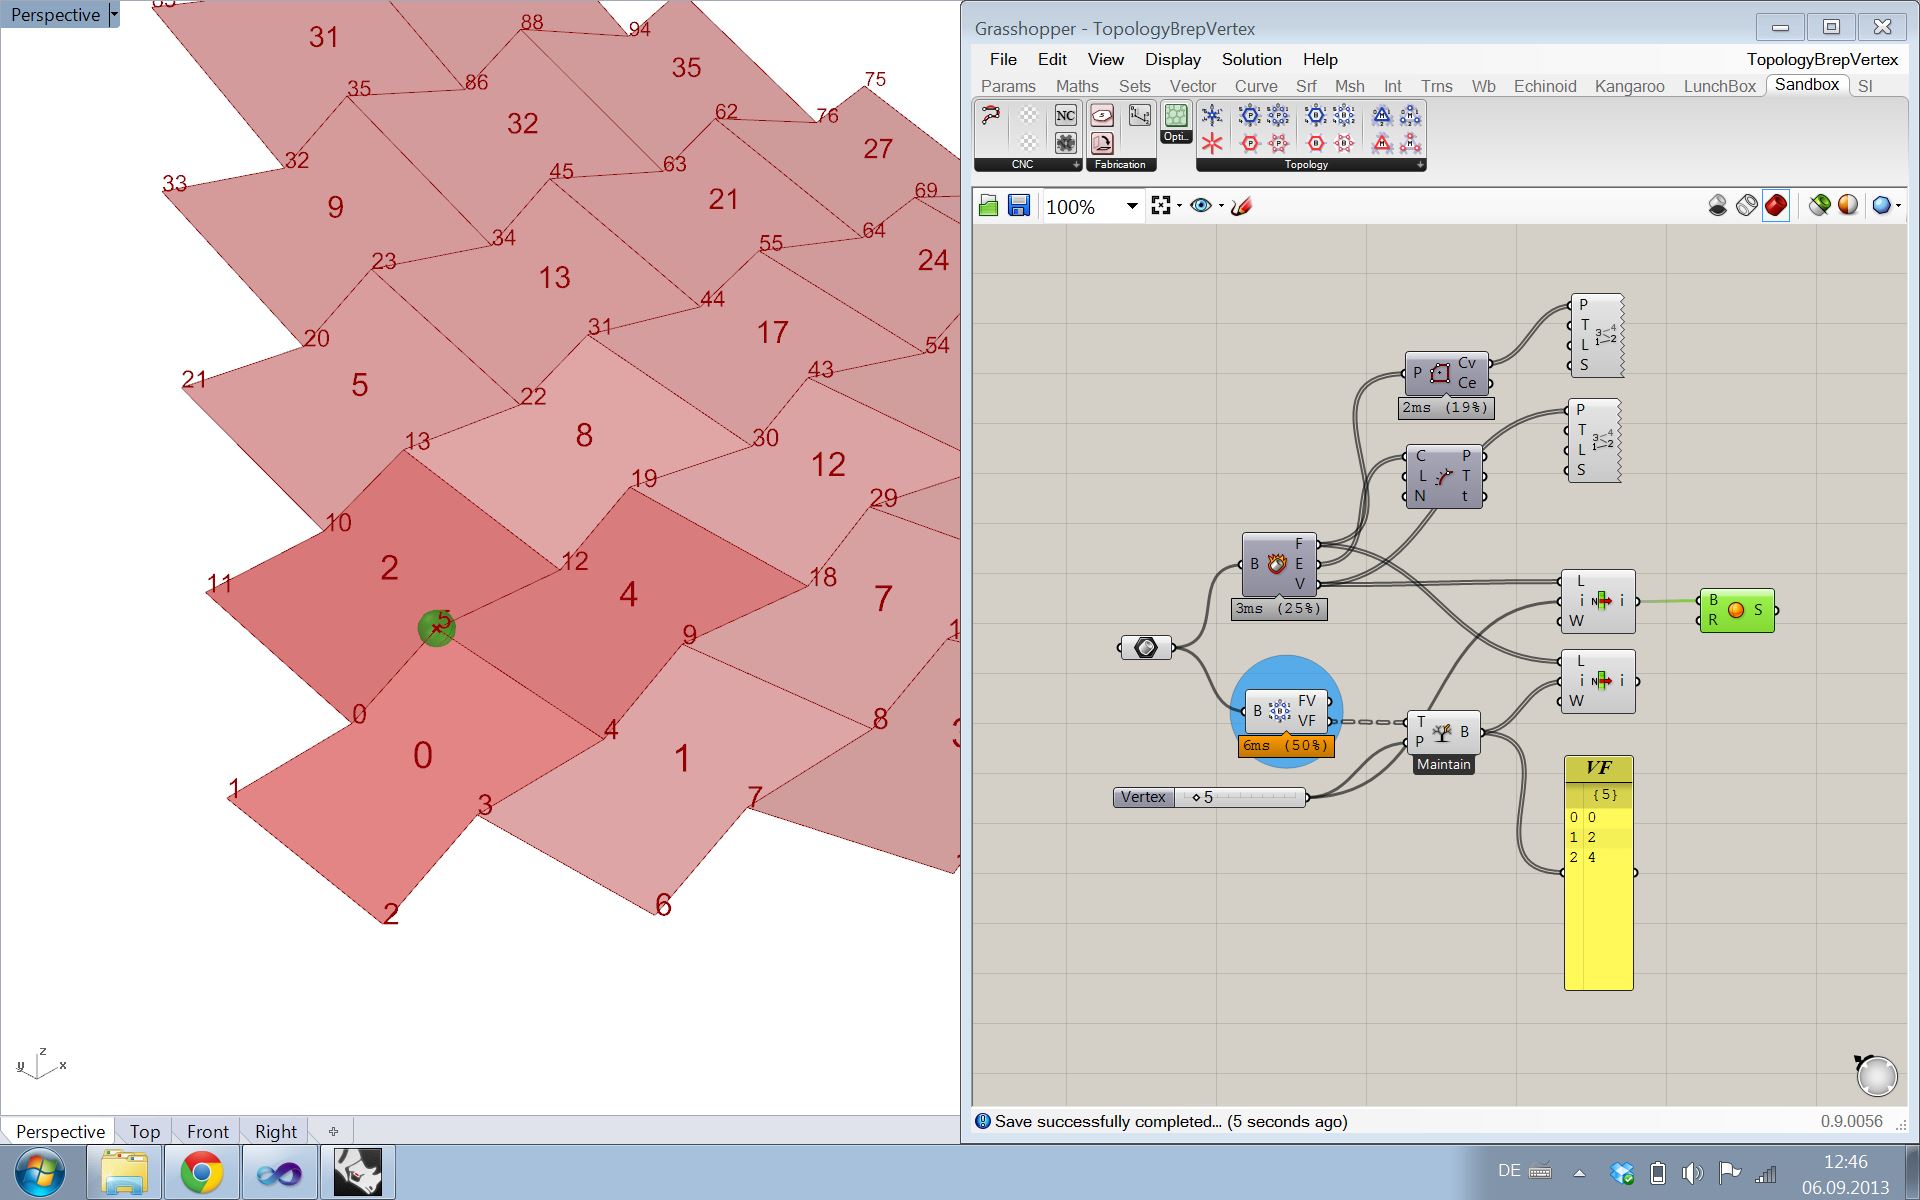 Perspective
31
88
94
35
75
35
86
32
62
76
27
32
45
63
33
9
21
69
34
64
23
13
55
24
44
31
20
17
54
21
5
43
22
8
13
30
12
19
29
10
2
12
18
11
4
7
5
9
0
4
8
0
1
1
7
3
2
6
z
y
x
Perspective
Top
Front
Right
+
Grasshopper - TopologyBrepVertex
File Edit View Display Solution Help
TopologyBrepVertex
Params Maths Sets Vector Curve Srf Msh Int Trns Wb Echinoid Kangaroo LunchBox Sandbox SI
NC
Opti...
CNC
Fabrication
Topology
100%
P
T
L
S
P
Cv
Ce
2ms (19%)
P
T
L
S
C
L
N
P
T
t
B
F
E
V
3ms (25%)
L
i
W
i
B
R
S
L
i
W
i
B
FV
VF
6ms (50%)
T
P
B
Maintain
Vertex
5
VF
{5}
0 0
1 2
2 4
Save successfully completed... (5 seconds ago)
0.9.0056
DE
12:46
06.09.2013